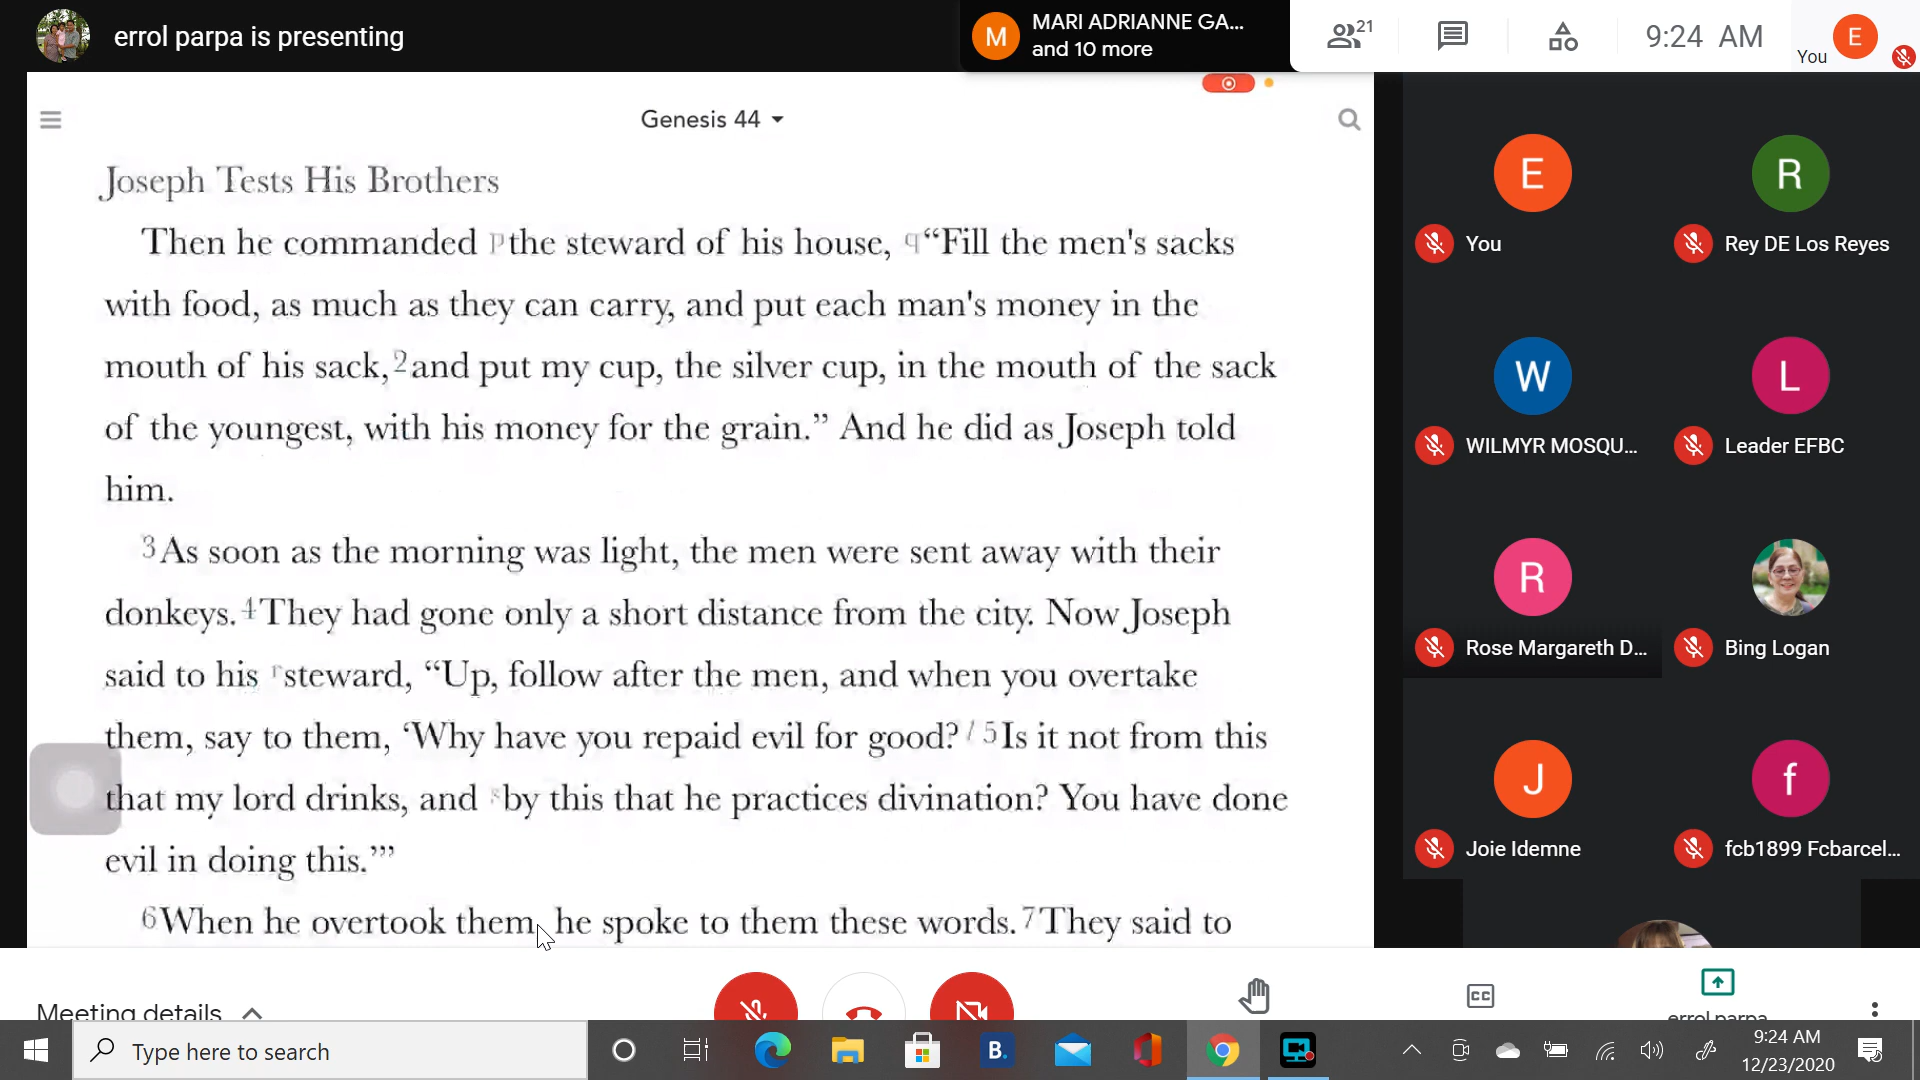 errol parpa is presenting
M
MARI ADRIANNE GA...
and 10 more
21
9:24 AM
You
E
Genesis 44
Joseph Tests His Brothers
Then he commanded p the steward of his house, q “Fill the men's sacks
with food, as much as they can carry, and put each man's money in the
mouth of his sack, 2 and put my cup, the silver cup, in the mouth of the sack
of the youngest, with his money for the grain.” And he did as Joseph told
him.
3 As soon as the morning was light, the men were sent away with their
donkeys. 4 They had gone only a short distance from the city. Now Joseph
said to his r steward, “Up, follow after the men, and when you overtake
them, say to them, ‘Why have you repaid evil for good? 5 Is it not from this
that my lord drinks, and s by this that he practices divination? You have done
evil in doing this.’”
6 When he overtook them, he spoke to them these words. 7 They said to
E
You
R
Rey DE Los Reyes
W
WILMYR MOSQU...
L
Leader EFBC
R
Rose Margareth D...
Bing Logan
J
Joie Idemne
f
fcb1899 Fcbarcel...
Meeting details
CC
errol parpa
Type here to search
B.
9:24 AM
12/23/2020